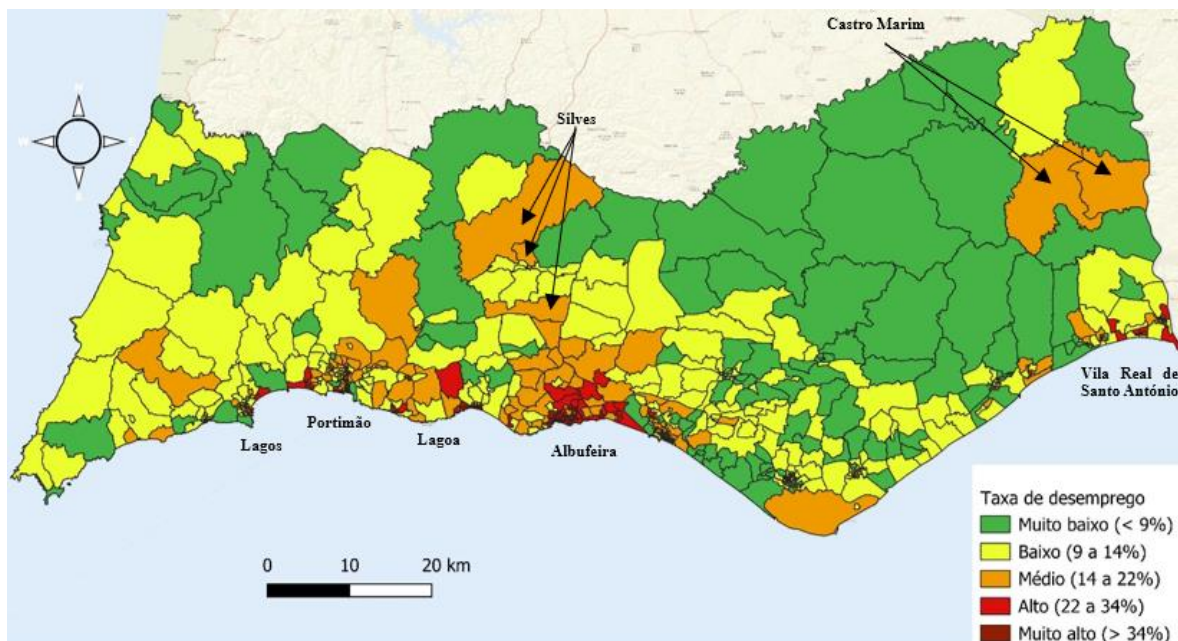 Castro Marim
Silves
Vila Real de
Santo António
Lagos
Portimão
Lagoa
Albufeira
0 10 20 km
Taxa de desemprego
Muito baixo (< 9%)
Baixo (9 a 14%)
Médio (14 a 22%)
Alto (22 a 34%)
Muito alto (> 34%)